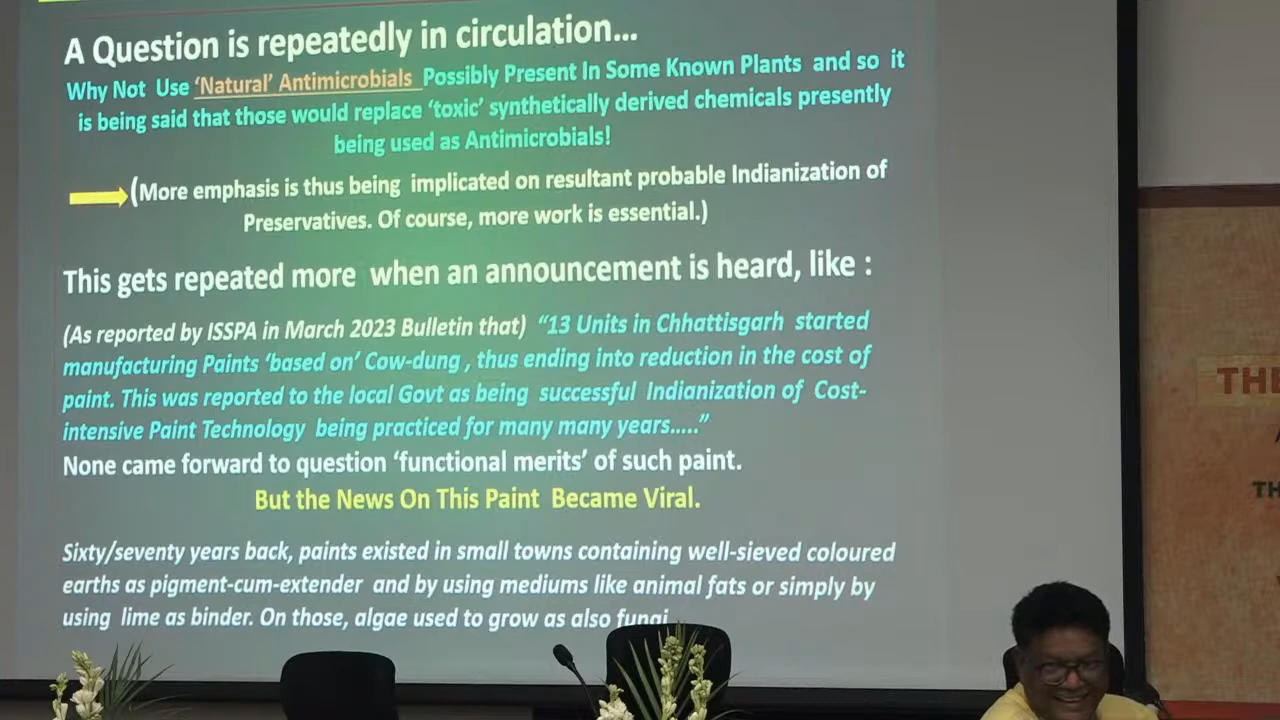 A Question is repeatedly in circulation...
Why Not Use ‘Natural’ Antimicrobials Possibly Present In Some Known Plants and so it
is being said that those would replace ‘toxic’ synthetically derived chemicals presently
being used as Antimicrobials!
(More emphasis is thus being implicated on resultant probable Indianization of
Preservatives. Of course, more work is essential.)
This gets repeated more when an announcement is heard, like :
(As reported by ISSPA in March 2023 Bulletin that) “13 Units in Chhattisgarh started
manufacturing Paints ‘based on’ Cow-dung , thus ending into reduction in the cost of
paint. This was reported to the local Govt as being successful Indianization of Cost-
intensive Paint Technology being practiced for many many years.....”
None came forward to question ‘functional merits’ of such paint.
But the News On This Paint Became Viral.
Sixty/seventy years back, paints existed in small towns containing well-sieved coloured
earths as pigment-cum-extender and by using mediums like animal fats or simply by
using lime as binder. On those, algae used to grow as also fungi
THE
TH